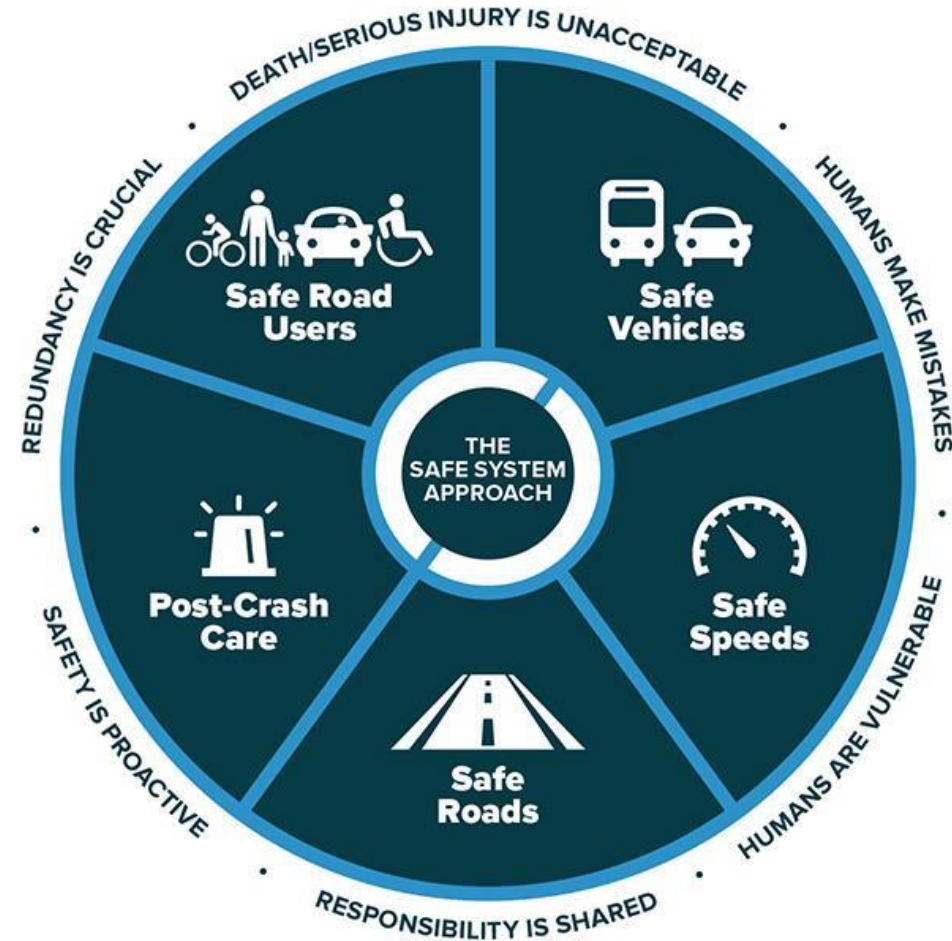 DEATH/SERIOUS INJURY IS UNACCEPTABLE
HUMANS MAKE MISTAKES
HUMANS ARE VULNERABLE
RESPONSIBILITY IS SHARED
SAFETY IS PROACTIVE
REDUNDANCY IS CRUCIAL
Safe Road
Users
Safe
Vehicles
Safe
Speeds
Safe
Roads
Post-Crash
Care
THE
SAFE SYSTEM
APPROACH